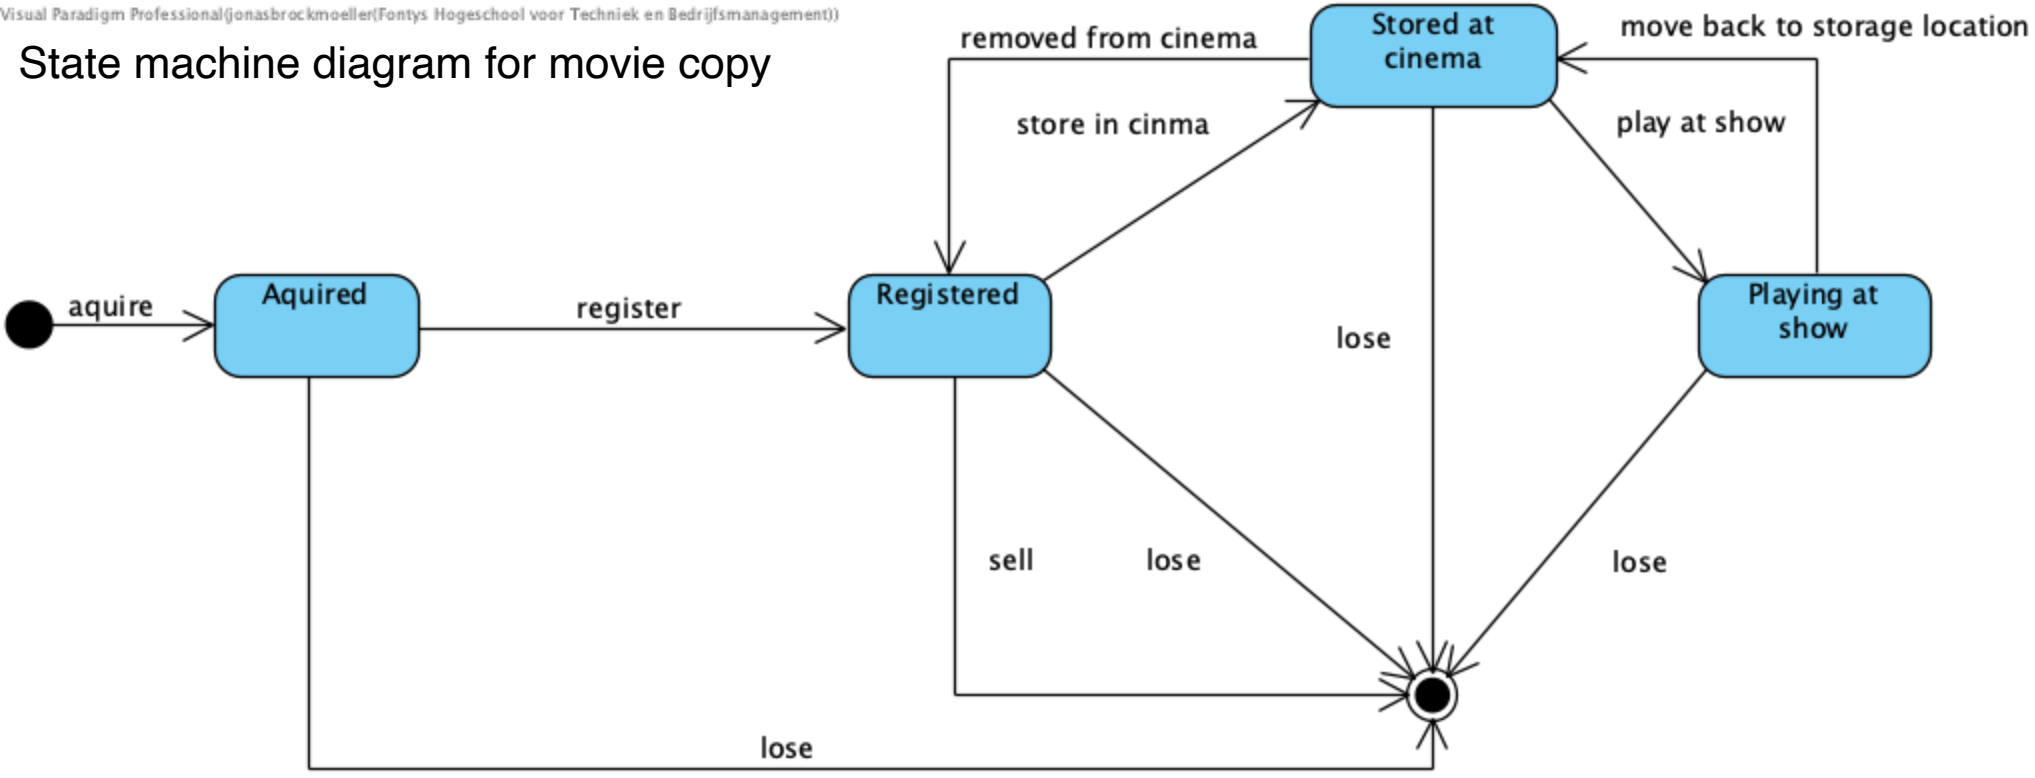 Visual Paradigm Professional(jonasbrockmoeller(Fontys Hogeschool voor Techniek en Bedrijfsmanagement))
State machine diagram for movie copy
removed from cinema
Stored at
cinema
move back to storage location
store in cinma
play at show
aquire
Aquired
register
Registered
Playing at
show
lose
sell
lose
lose
lose